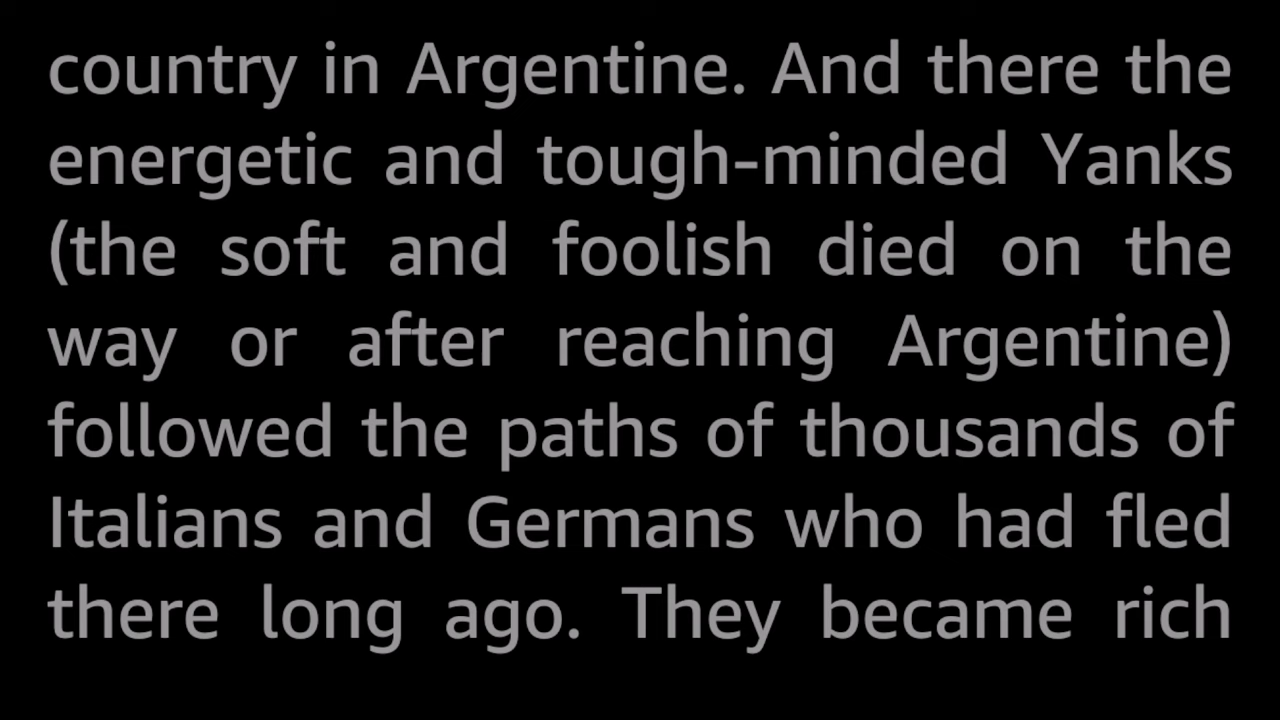 country in Argentine. And there the
energetic and tough-minded Yanks
(the soft and foolish died on the
way or after reaching Argentine)
followed the paths of thousands of
Italians and Germans who had fled
there long ago. They became rich